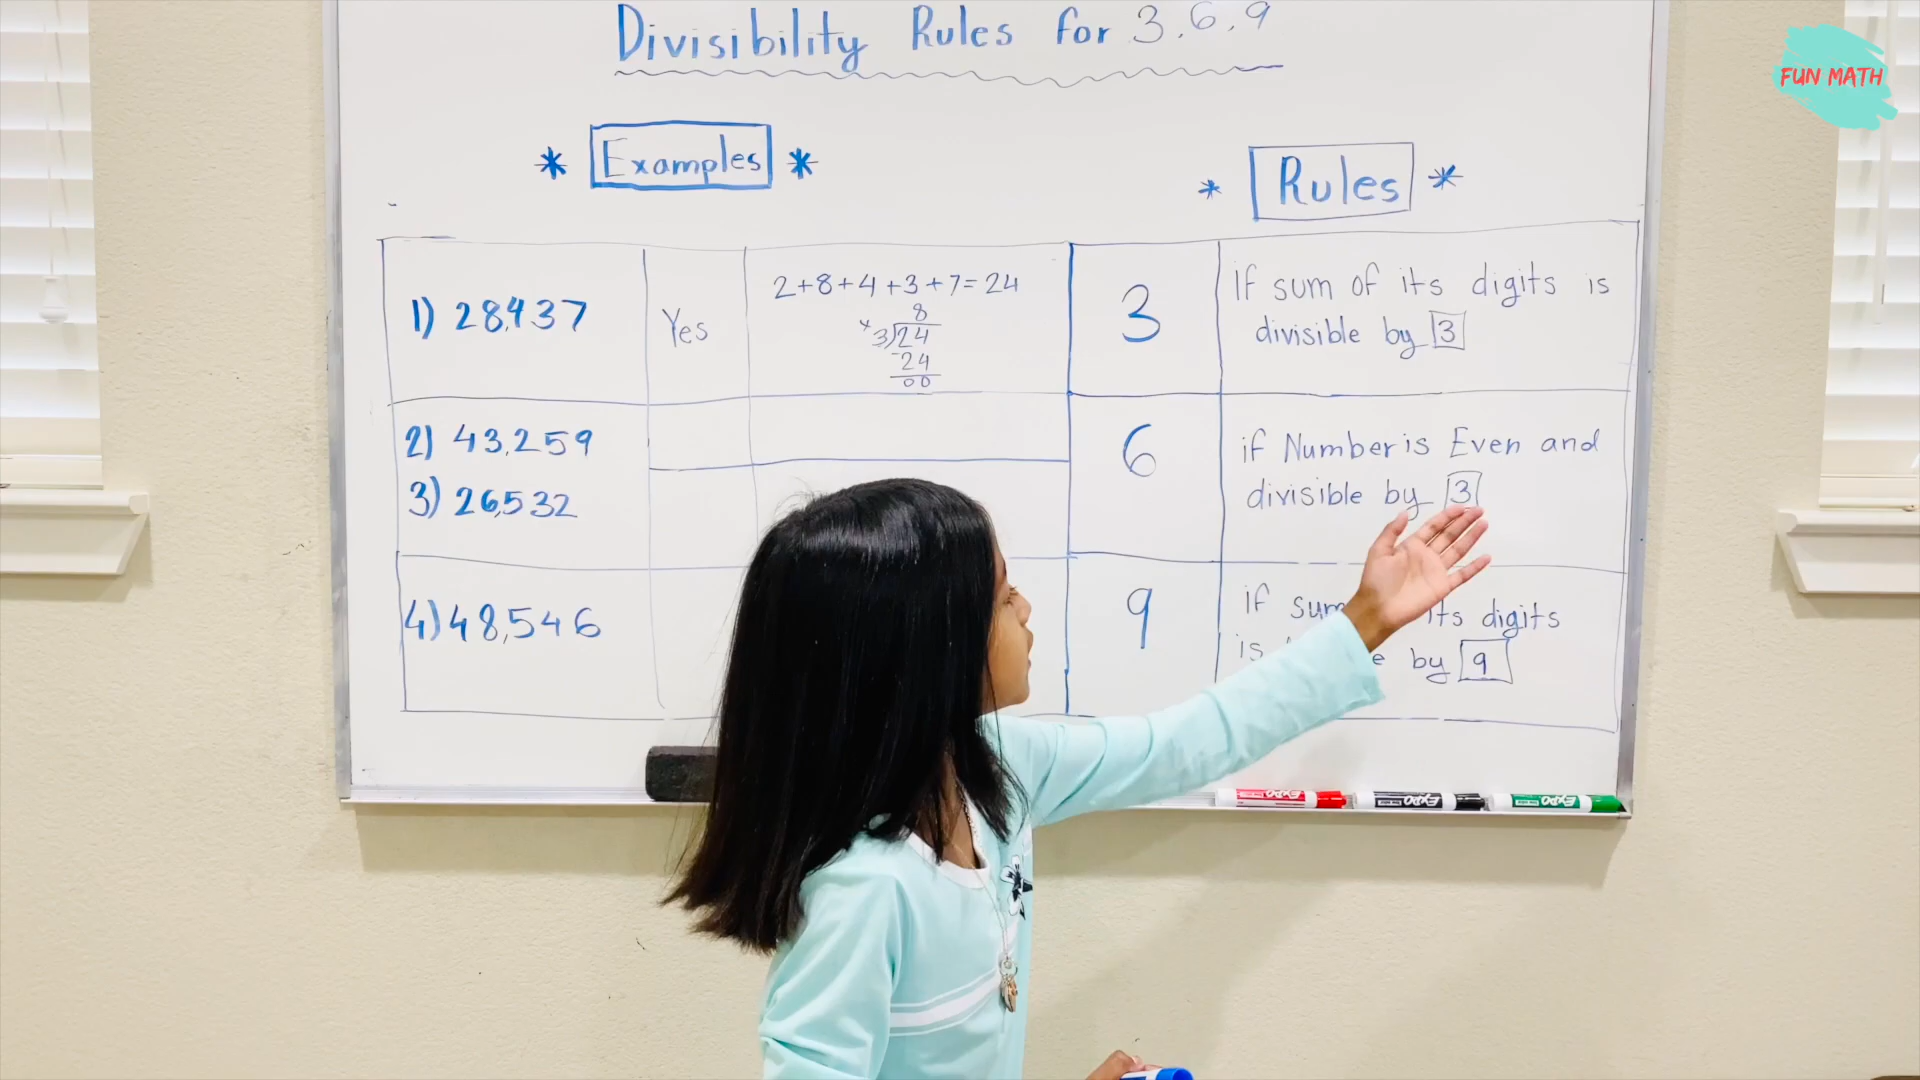 Divisibility Rules for 3.6.9
FUN MATH
* Examples *
* Rules *
1) 28,437
Yes
2+8+4+3+7=24
8
3)24
-24
00
3
If sum of its digits is
divisible by 3
2) 43,259
3) 26,532
6
if Number is Even and
divisible by 3
4) 48,546
9
if sum its digits
is by 9
EXPO
EXPO
EXPO